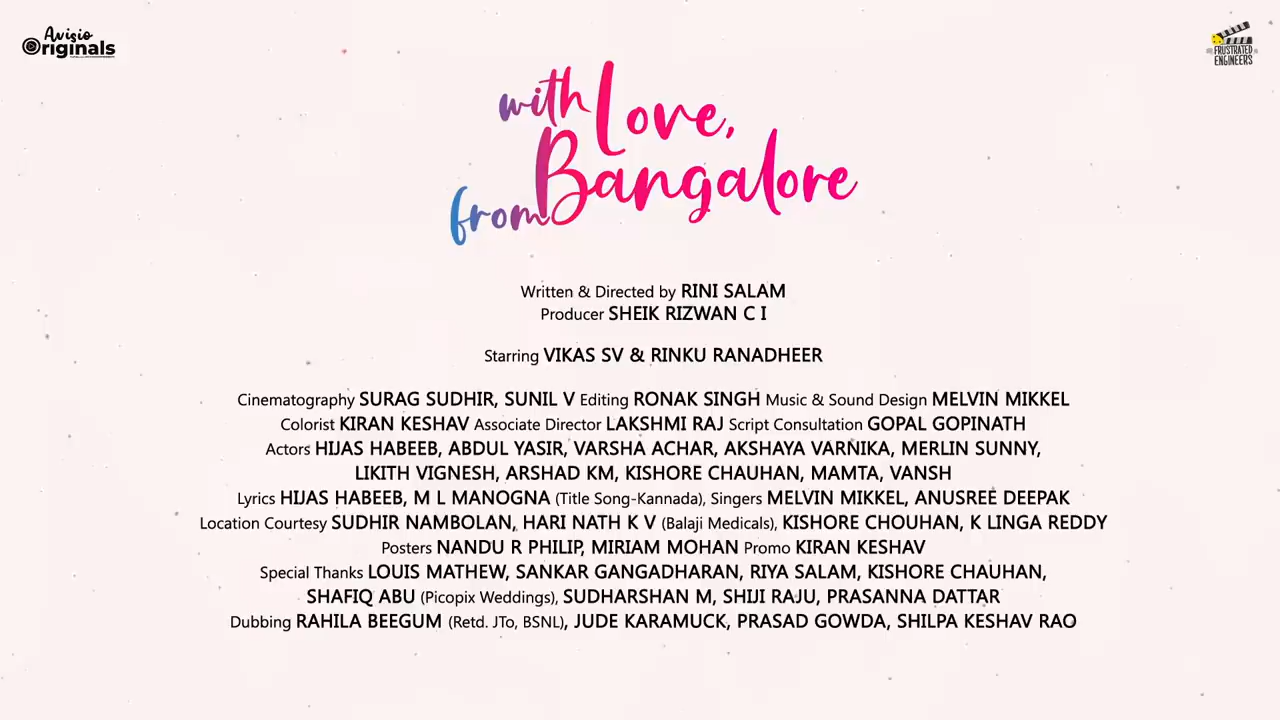 Avisio
Originals
FRUSTRATED
ENGINEERS
with Love,
from Bangalore
Written & Directed by RINI SALAM
Producer SHEIK RIZWAN C I
Starring VIKAS SV & RINKU RANADHEER
Cinematography SURAG SUDHIR, SUNIL V Editing RONAK SINGH Music & Sound Design MELVIN MIKKEL
Colorist KIRAN KESHAV Associate Director LAKSHMI RAJ Script Consultation GOPAL GOPINATH
Actors HIJAS HABEEB, ABDUL YASIR, VARSHA ACHAR, AKSHAYA VARNIKA, MERLIN SUNNY,
LIKITH VIGNESH, ARSHAD KM, KISHORE CHAUHAN, MAMTA, VANSH
Lyrics HIJAS HABEEB, M L MANOGNA (Title Song-Kannada), Singers MELVIN MIKKEL, ANUSREE DEEPAK
Location Courtesy SUDHIR NAMBOLAN, HARI NATH K V (Balaji Medicals), KISHORE CHOUHAN, K LINGA REDDY
Posters NANDU R PHILIP, MIRIAM MOHAN Promo KIRAN KESHAV
Special Thanks LOUIS MATHEW, SANKAR GANGADHARAN, RIYA SALAM, KISHORE CHAUHAN,
SHAFIQ ABU (Picopix Weddings), SUDHARSHAN M, SHIJI RAJU, PRASANNA DATTAR
Dubbing RAHILA BEEGUM (Retd. JTo, BSNL), JUDE KARAMUCK, PRASAD GOWDA, SHILPA KESHAV RAO